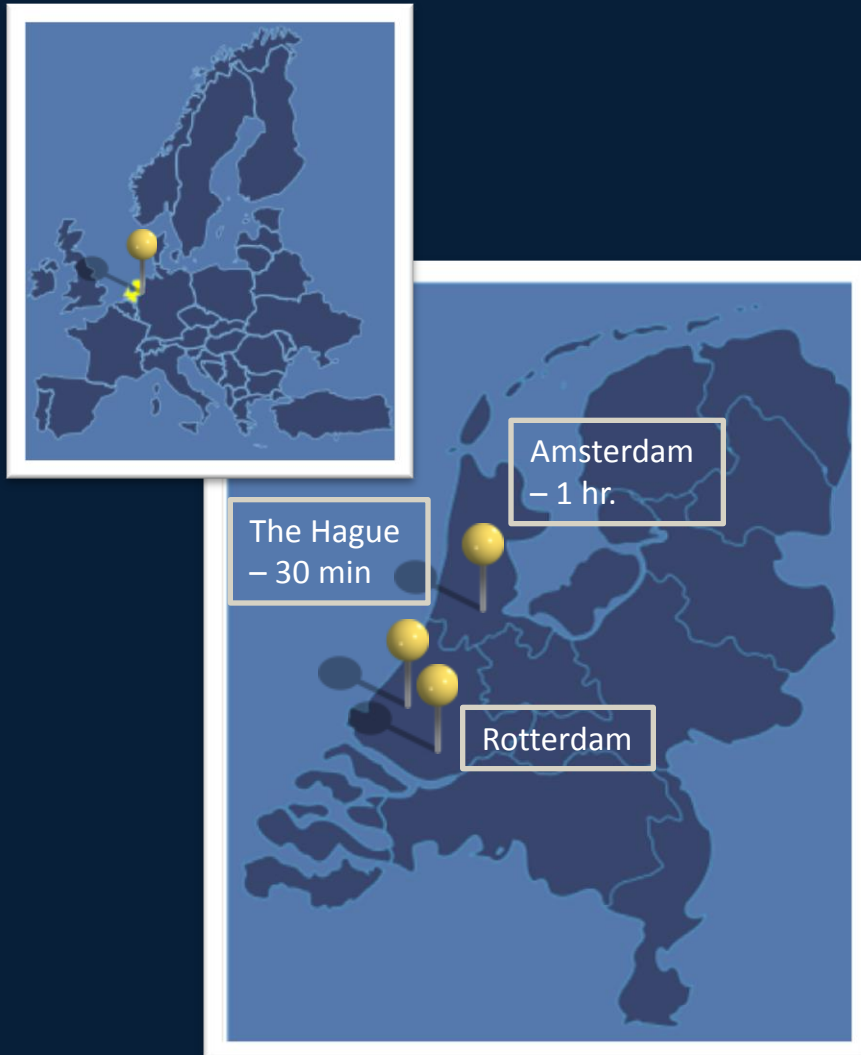 Amsterdam
– 1 hr.
The Hague
– 30 min
Rotterdam